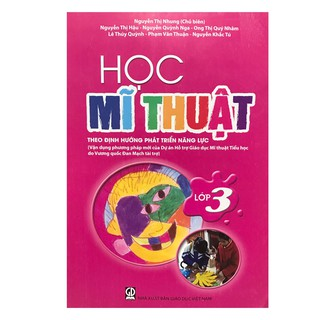 Nguyễn Thị Nhung (Chủ biên)
Nguyễn Thị Hậu - Nguyễn Quỳnh Nga - Ong Thị Quý Nhâm
Lê Thúy Quỳnh - Phạm Văn Thuận - Nguyễn Khắc Tú
HỌC
MĨ THUẬT
THEO ĐỊNH HƯỚNG PHÁT TRIỂN NĂNG LỰC
(Vận dụng phương pháp mới của Dự án Hỗ trợ Giáo dục Mĩ thuật Tiểu học
do Vương quốc Đan Mạch tài trợ)
LỚP 3
NHÀ XUẤT BẢN GIÁO DỤC VIỆT NAM